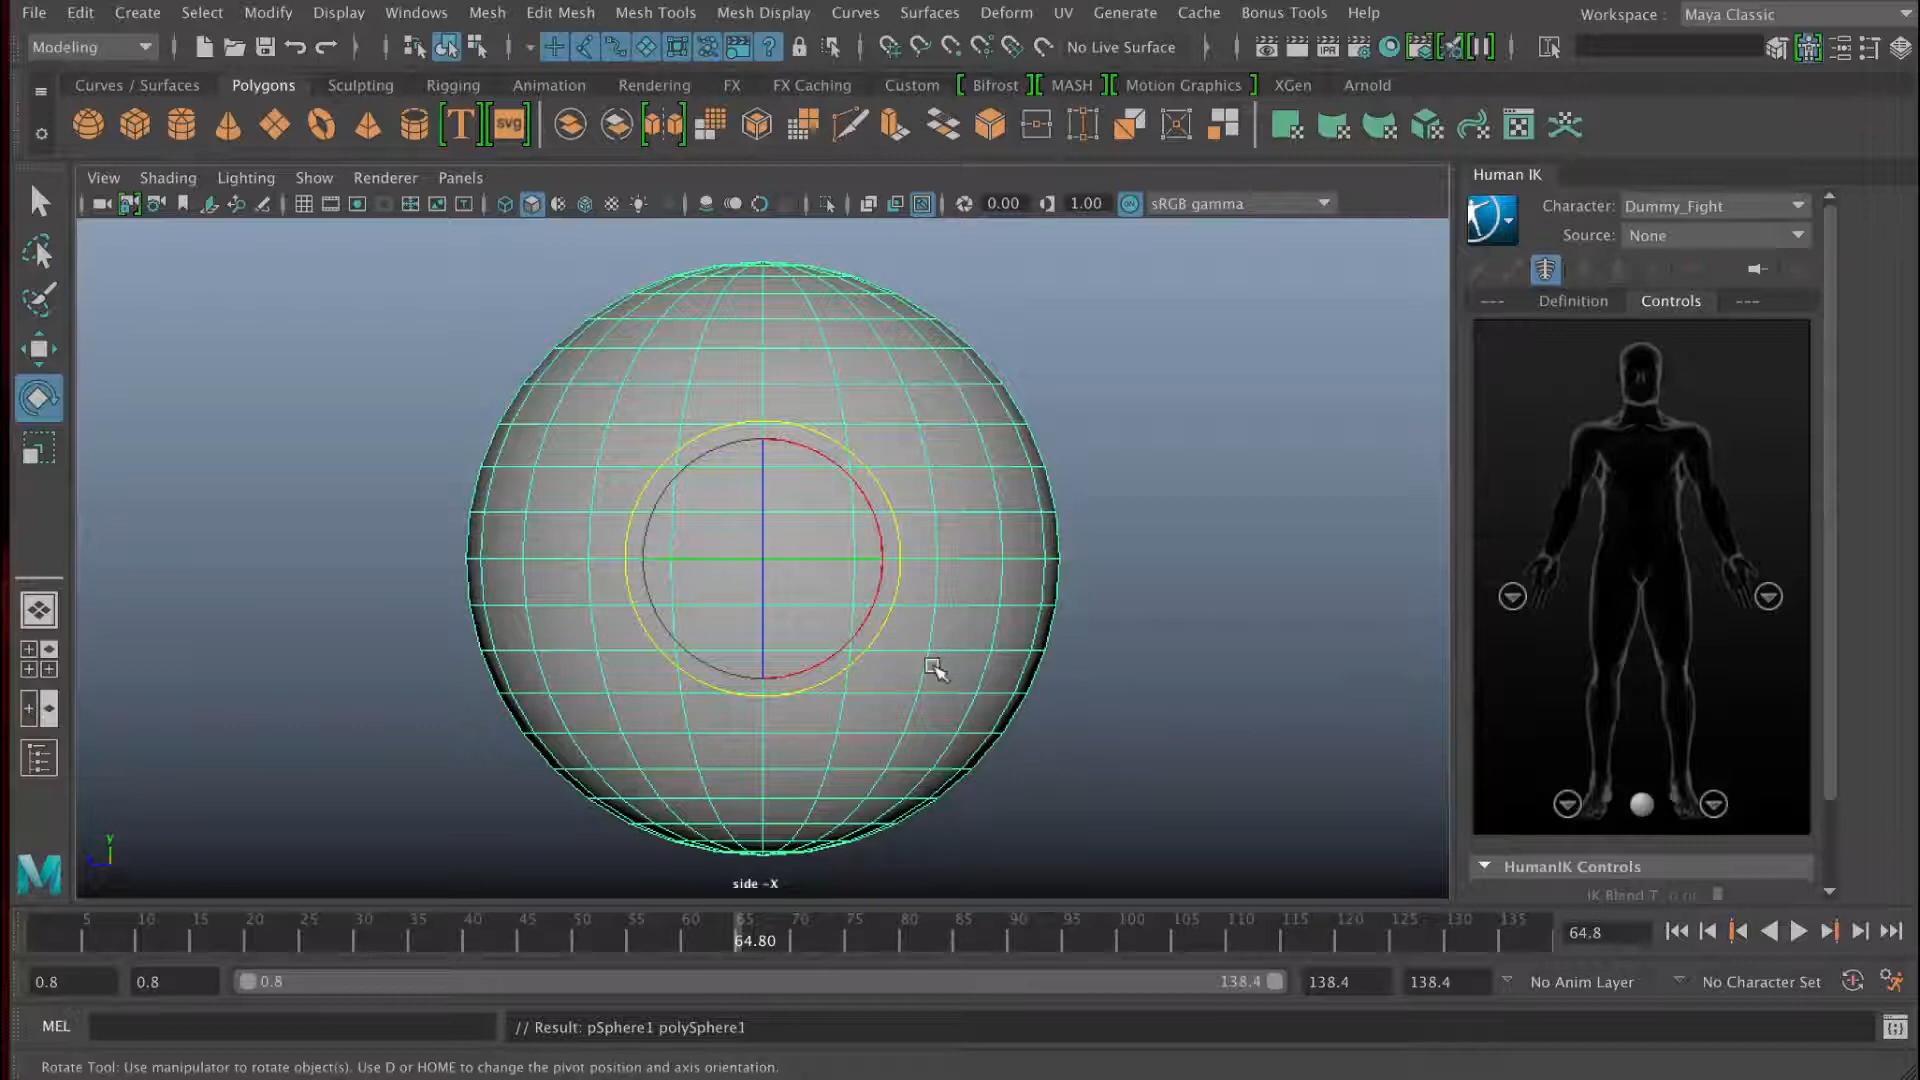 File Edit Create Select Modify Display Windows Mesh Edit Mesh Mesh Tools Mesh Display Curves Surfaces Deform UV Generate Cache Bonus Tools Help Workspace : Maya Classic
Modeling No Live Surface
Curves / Surfaces Polygons Sculpting Rigging Animation Rendering FX FX Caching Custom Bifrost MASH Motion Graphics XGen Arnold
T svg
View Shading Lighting Show Renderer Panels
0.00 1.00 ON sRGB gamma
Human IK
Character: Dummy_Fight
Source: None
--- Definition Controls ---
y
side -X
HumanIK Controls
IK Blend T
5 10 15 20 25 30 35 40 45 50 55 60 65 70 75 80 85 90 95 100 105 110 115 120 125 130 135
64.80 64.8
0.8 0.8 0.8 138.4 138.4 138.4 No Anim Layer No Character Set
MEL // Result: pSphere1 polySphere1
Rotate Tool: Use manipulator to rotate object(s). Use D or HOME to change the pivot position and axis orientation.